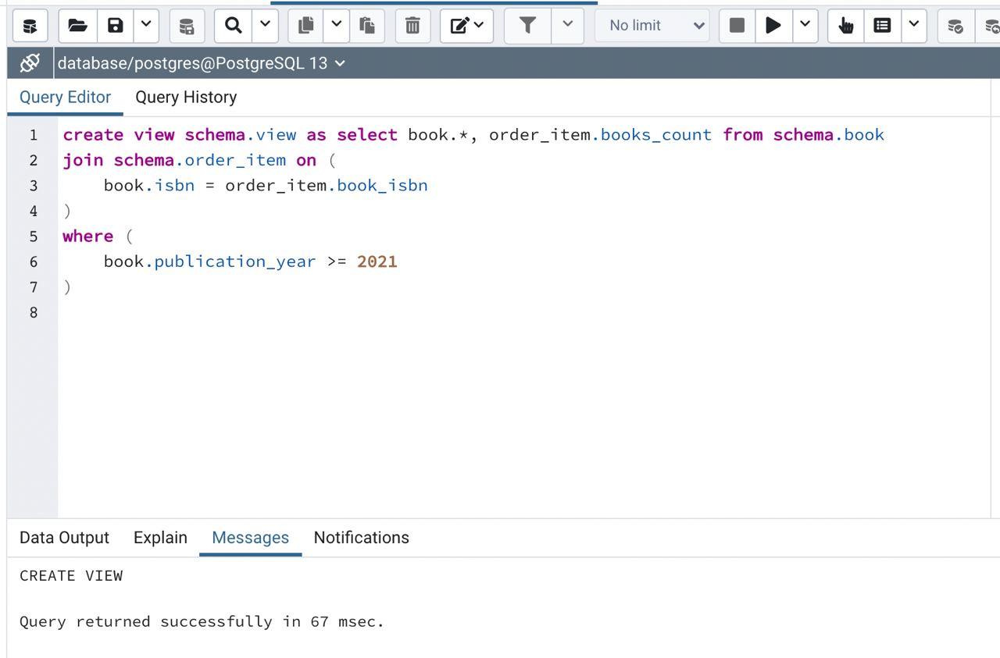 No limit
database/postgres@PostgreSQL 13
Query Editor Query History
1 create view schema.view as select book.*, order_item.books_count from schema.book
2 join schema.order_item on (
3 book.isbn = order_item.book_isbn
4 )
5 where (
6 book.publication_year >= 2021
7 )
8
Data Output Explain Messages Notifications
CREATE VIEW
Query returned successfully in 67 msec.